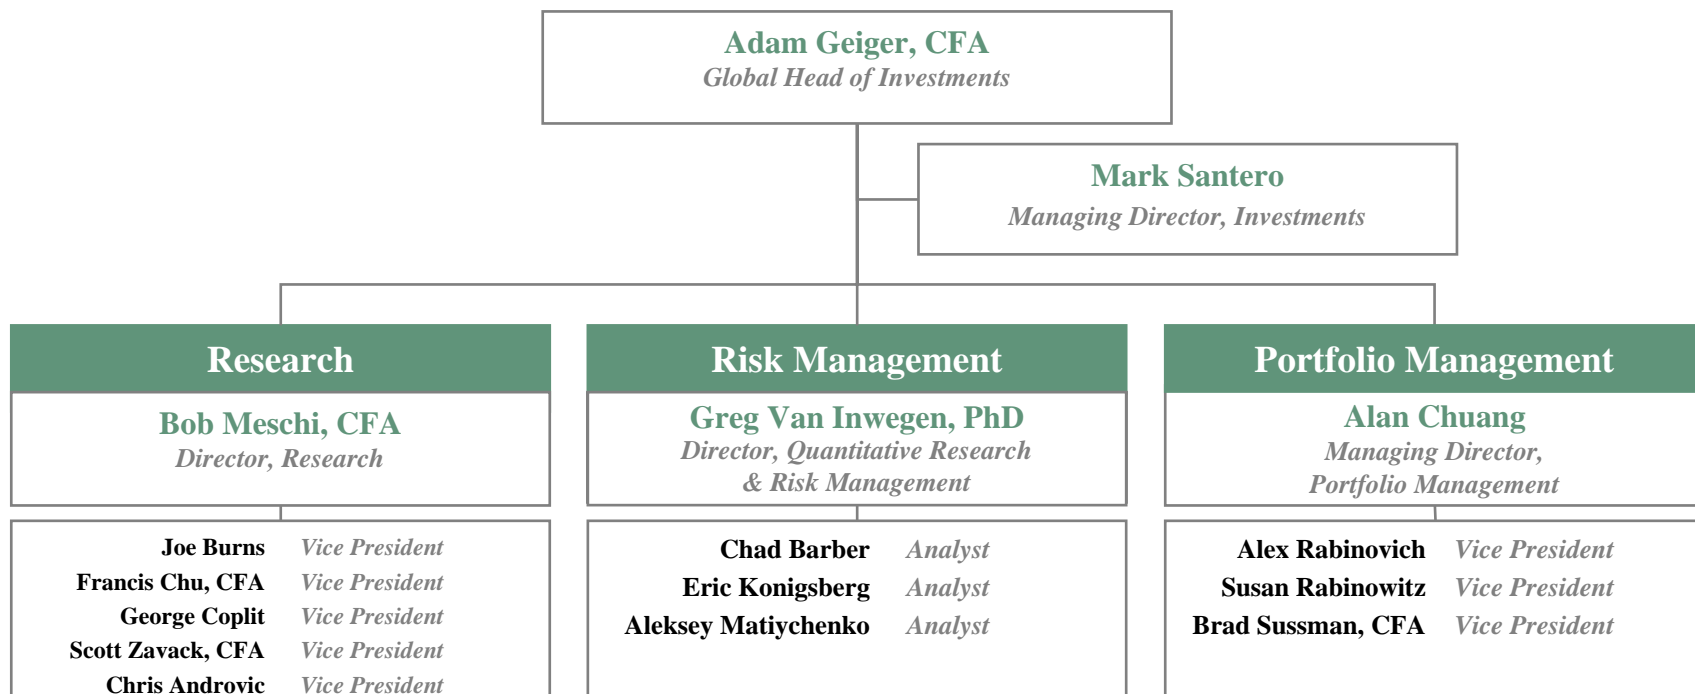 Adam Geiger, CFA
Global Head of Investments
Mark Santero
Managing Director, Investments
Research
Bob Meschi, CFA
Director, Research
Joe Burns Vice President
Francis Chu, CFA Vice President
George Coplit Vice President
Scott Zavack, CFA Vice President
Chris Androvic Vice President
Risk Management
Greg Van Inwegen, PhD
Director, Quantitative Research
& Risk Management
Chad Barber Analyst
Eric Konigsberg Analyst
Aleksey Matiychenko Analyst
Portfolio Management
Alan Chuang
Managing Director,
Portfolio Management
Alex Rabinovich Vice President
Susan Rabinowitz Vice President
Brad Sussman, CFA Vice President